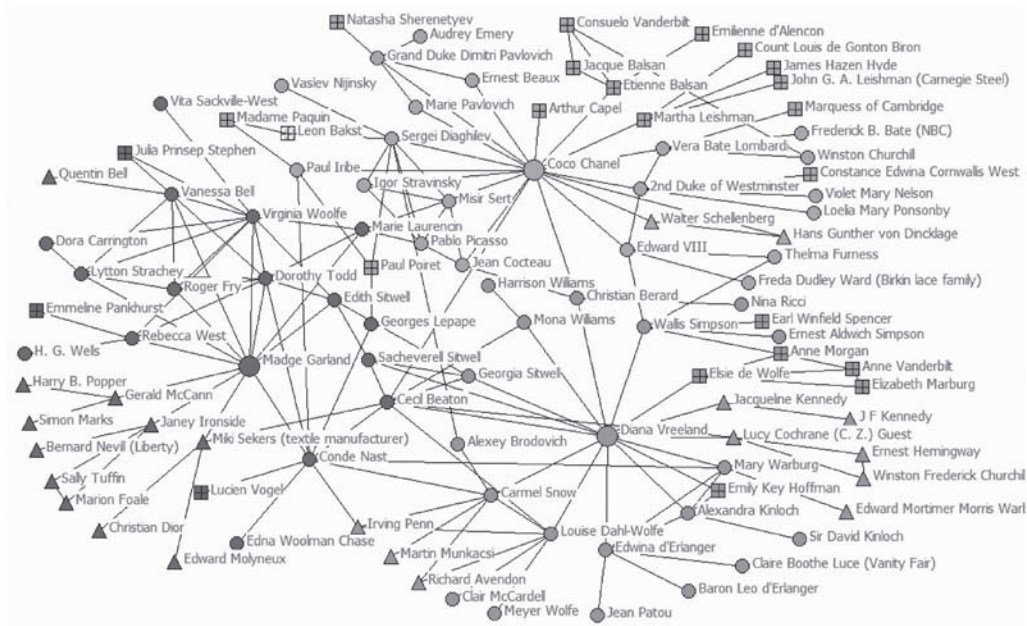 Natasha Sherenetyev
Consuelo Vanderbilt
Emilienne d'Alencon
Audrey Emery
Count Louis de Gonton Biron
Grand Duke Dimitri Pavlovich
Jacque Balsan
James Hazen Hyde
Ernest Beaux
Etienne Balsan
John G. A. Leishman (Carnegie Steel)
Vaslev Nijinsky
Vita Sackville-West
Marie Pavlovich
Arthur Capel
Martha Leishman
Marquess of Cambridge
Madame Paquin
Leon Bakst
Sergei Diaghilev
Frederick B. Bate (NBC)
Julia Prinsep Stephen
Vera Bate Lombardi
Winston Churchill
Paul Iribe
Coco Chanel
Constance Edwina Cornwalls West
Quentin Bell
Igor Stravinsky
2nd Duke of Westminster
Violet Mary Nelson
Vanessa Bell
Misir Sert
Loelia Mary Ponsonby
Virginia Woolfe
Walter Schellenberg
Marie Laurencin
Hans Gunther von Dincklage
Dora Carrington
Pablo Picasso
Edward VIII
Thelma Furness
Lytton Strachey
Paul Poiret
Jean Cocteau
Dorothy Todd
Harrison Wiliams
Freda Dudley Ward (Birkin lace family)
Roger Fry
Edith Sitwell
Christian Berard
Nina Ricci
Emmeline Pankhurst
Georges Lepape
Mona Wliams
Wallis Simpson
Earl Winfield Spencer
Rebecca West
Ernest Aldwich Simpson
H. G. Wells
Madge Garland
Sacheverell Sitwell
Anne Morgan
Georgia Sitwell
Elsie de Wolfe
Anne Vanderbilt
Harry B. Popper
Elizabeth Marburg
Gerald McCann
Cecil Beaton
Jacqueline Kennedy
Simon Marks
Janey Ironside
J F Kennedy
Bernard Nevil (Liberty)
Miki Sekers (textile manufacturer)
Alexey Brodovich
Diana Vreeland
Lucy Cochrane (C. Z.) Guest
Ernest Hemingway
Conde Nast
Mary Warburg
Winston Frederick Churchil
Sally Tuffin
Lucien Vogel
Carmel Snow
Emily Key Hoffman
Marion Foale
Alexandra Kinloch
Edward Mortimer Morris Warl
Christian Dior
Irving Penn
Louise Dahl-Wolfe
Sir David Kinloch
Edna Woolman Chase
Edwina d'Erlanger
Edward Molyneux
Martin Munkacsi
Claire Boothe Luce (Vanity Fair)
Richard Avendon
Baron Leo d'Erlanger
Clair McCardell
Meyer Wolfe
Jean Patou